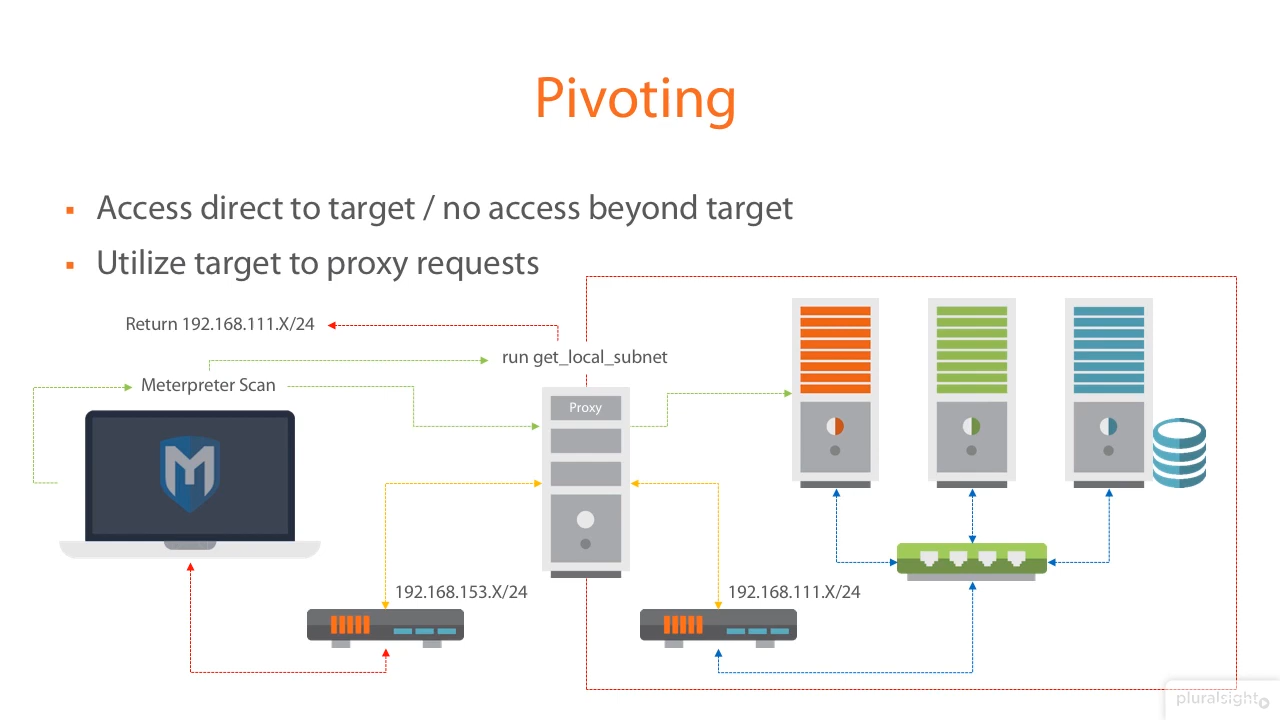 Pivoting
Access direct to target / no access beyond target
Utilize target to proxy requests
Return 192.168.111.X/24
run get_local_subnet
Meterpreter Scan
Proxy
M
192.168.153.X/24
192.168.111.X/24
pluralsight